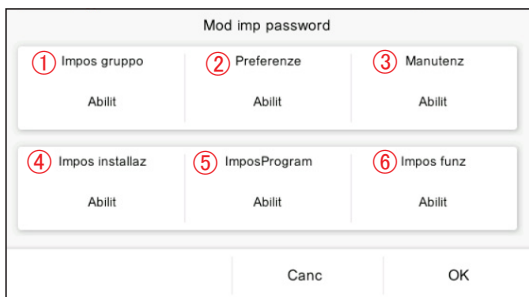 Mod imp password
① Impos gruppo ② Preferenze ③ Manutenz
Abilit Abilit Abilit
④ Impos installaz ⑤ ImposProgram ⑥ Impos funz
Abilit Abilit Abilit
Canc OK